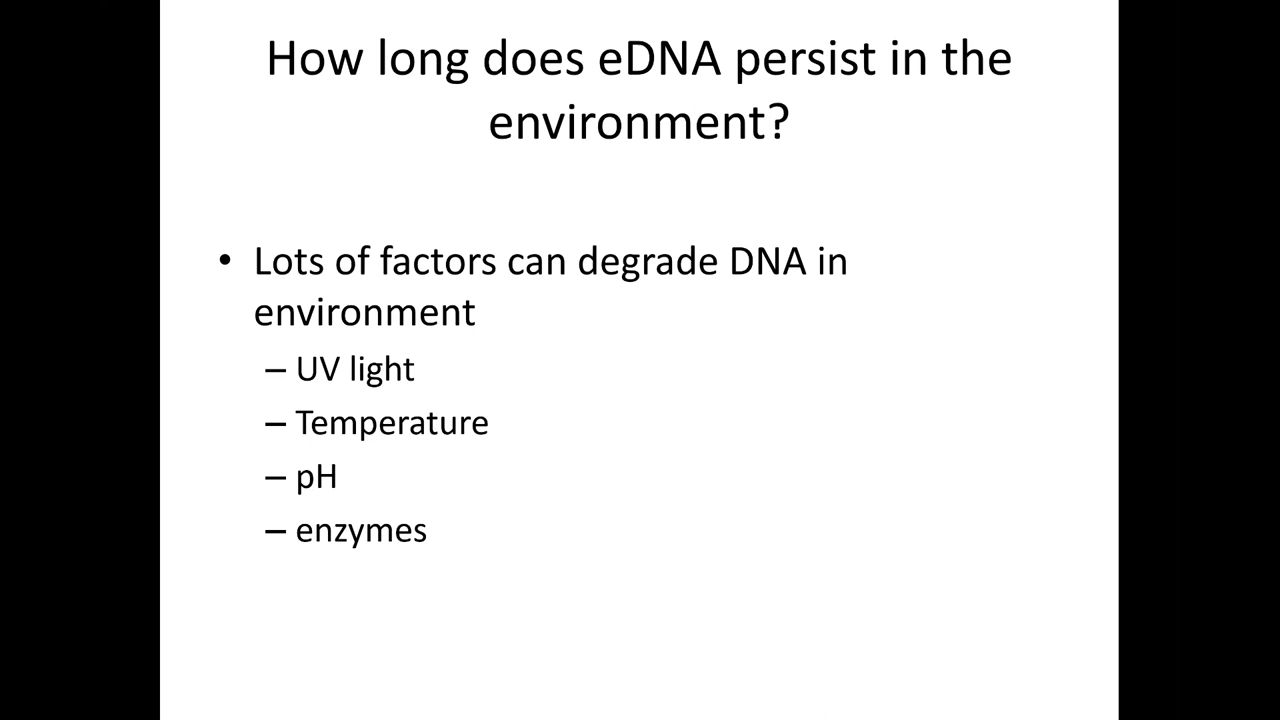 How long does eDNA persist in the
environment?
• Lots of factors can degrade DNA in
environment
– UV light
– Temperature
– pH
– enzymes